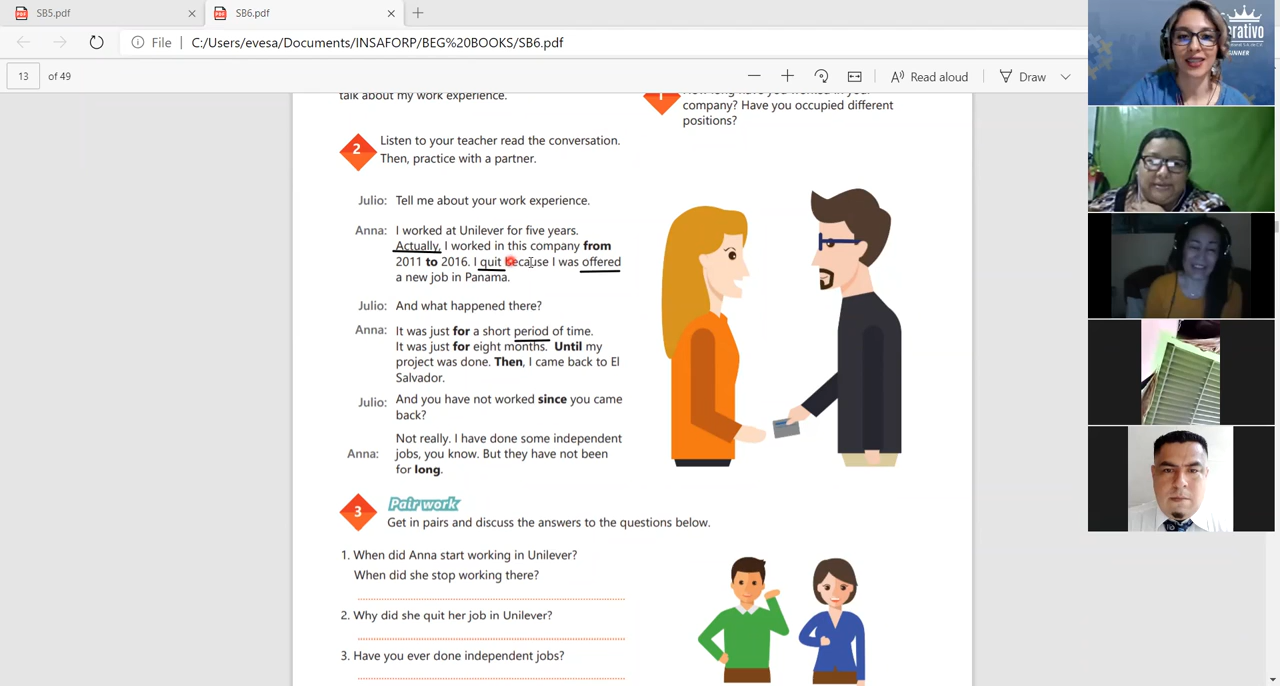 SB5.pdf
SB6.pdf
File | C:/Users/evesa/Documents/INSAFORP/BEG%20BOOKS/SB6.pdf
13 of 49
Read aloud
Draw
talk about my work experience.
How long have you worked in your
company? Have you occupied different
positions?
1
2
Listen to your teacher read the conversation.
Then, practice with a partner.
Julio: Tell me about your work experience.
Anna: I worked at Unilever for five years.
Actually, I worked in this company from
2011 to 2016. I quit because I was offered
a new job in Panama.
Julio: And what happened there?
Anna: It was just for a short period of time.
It was just for eight months. Until my
project was done. Then, I came back to El
Salvador.
Julio: And you have not worked since you came
back?
Not really. I have done some independent
Anna: jobs, you know. But they have not been
for long.
3
Pair work
Get in pairs and discuss the answers to the questions below.
1. When did Anna start working in Unilever?
When did she stop working there?
2. Why did she quit her job in Unilever?
3. Have you ever done independent jobs?